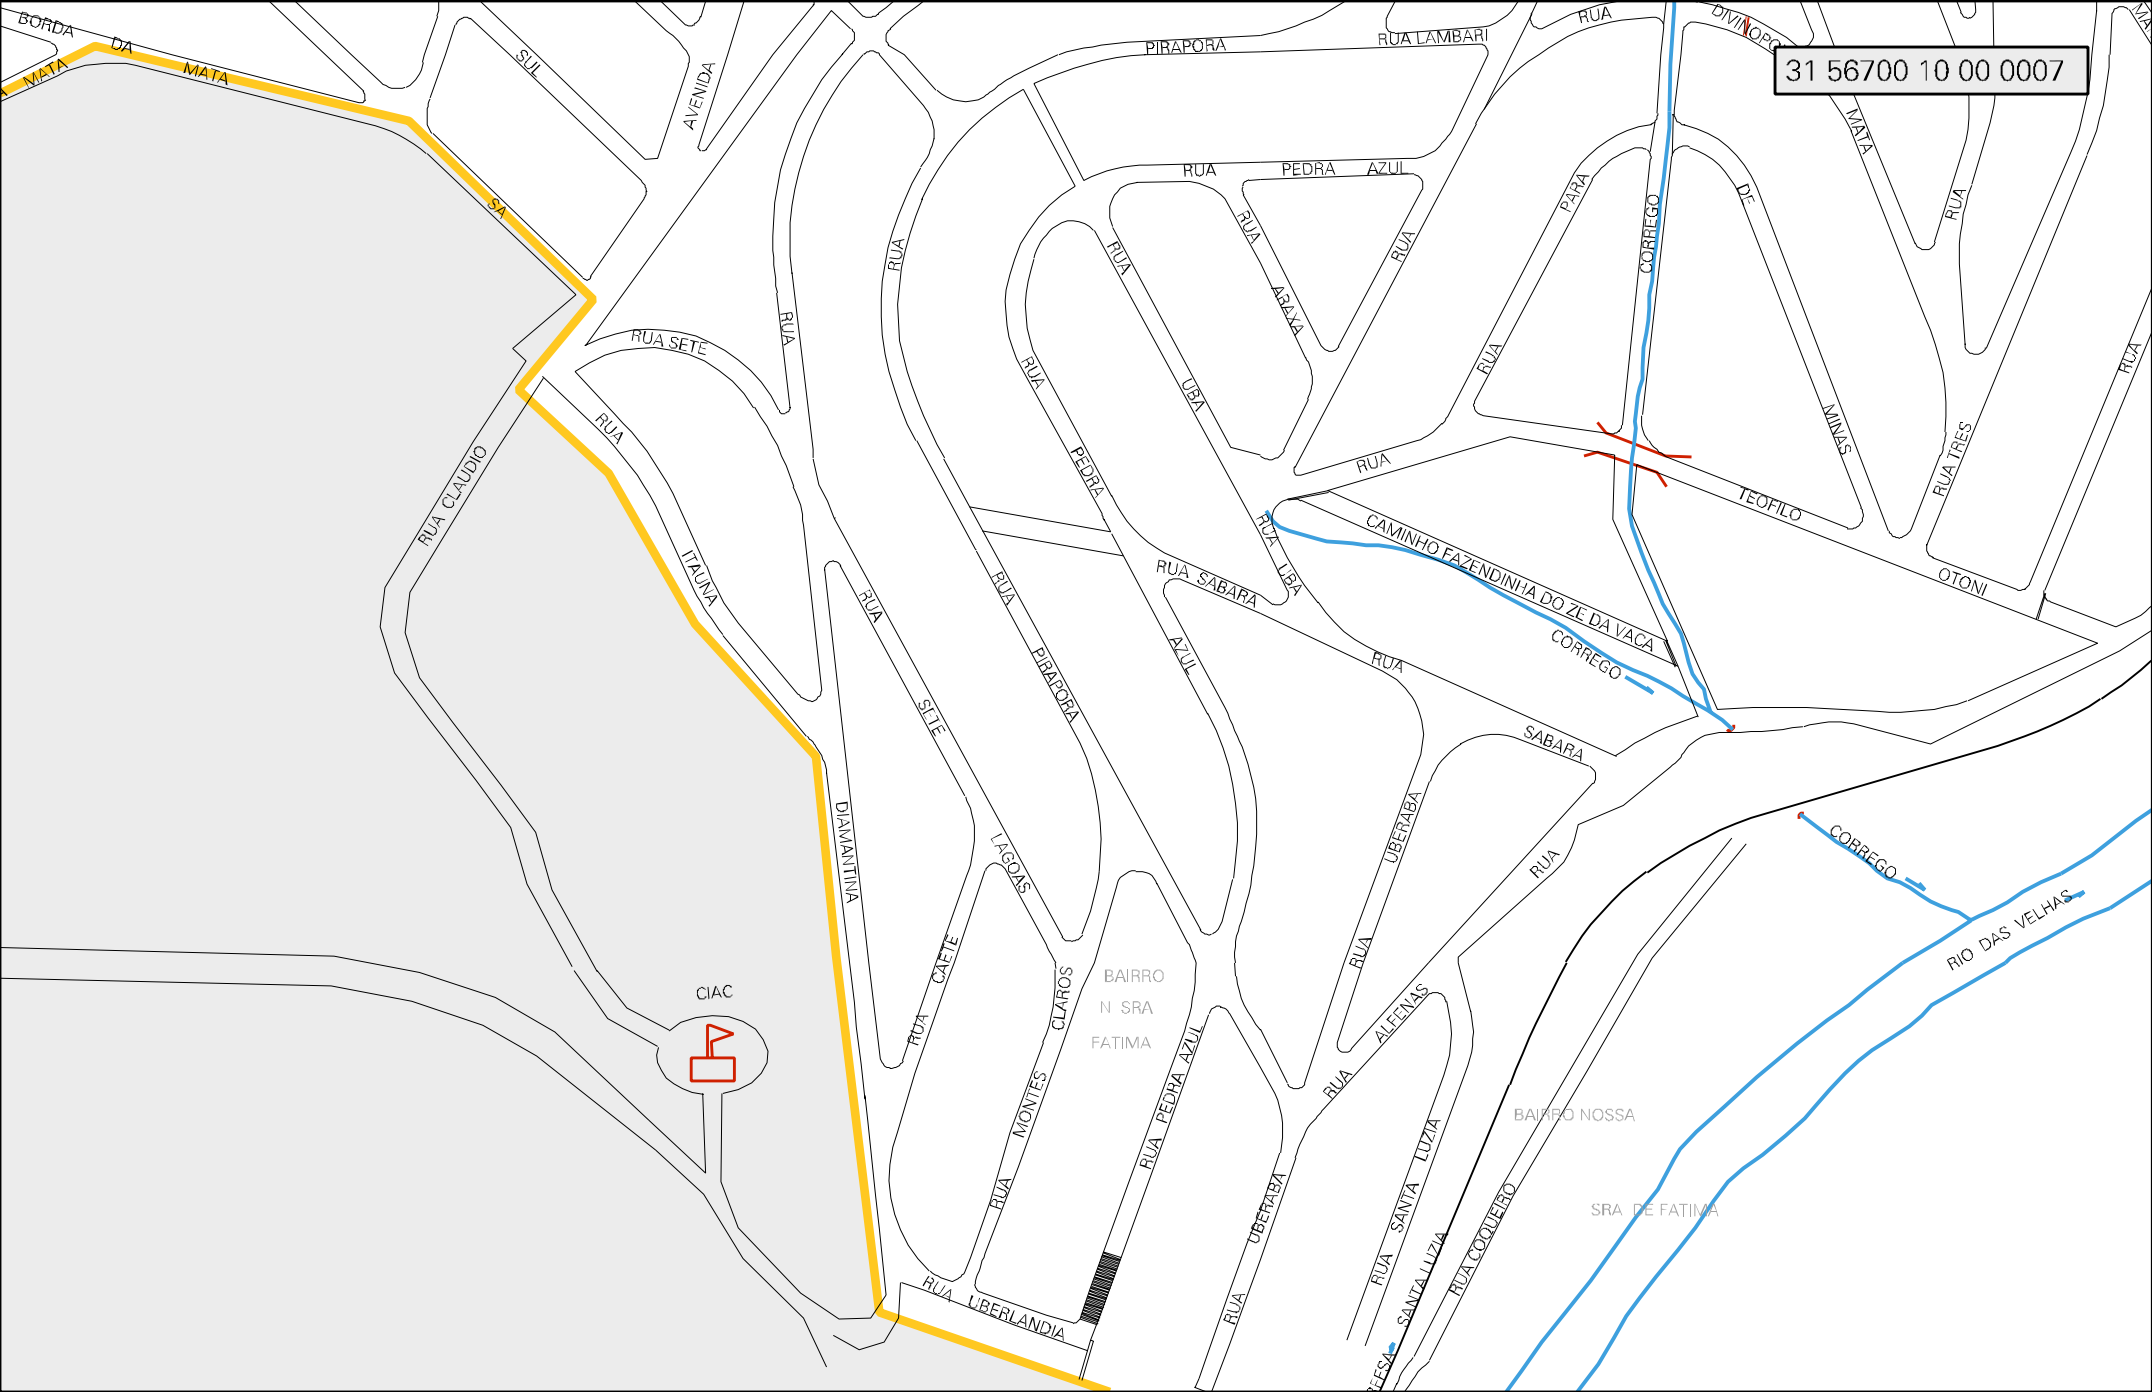 BORDA
DA
MATA
MATA
SA
SUL
AVENIDA
PIRAPORA
RUA LAMBARI
RUA
DIVINOPO
31 56700 10 00 0007
MATA
RUA
RUA
RUA PEDRA AZUL
RUA
ARAXA
RUA
PARA
RUA
CORREGO
DE
MINAS
RUA TRES
RUA
RUA
RUA SETE
RUA
UBA
RUA
PEDRA
AZUL
RUA CLAUDIO
RUA
ITAUNA
RUA
TEOFILO
OTONI
RUA UBA
CAMINHO FAZENDINHA DO ZE DA VACA
CORREGO
RUA SABARA
RUA
SABARA
RUA
PIRAPORA
RUA
SETE
LAGOAS
DIAMANTINA
UBERABA
RUA
RUA
ALFENAS
RUA
CORREGO
RIO DAS VELHAS
CAETE
RUA
CLAROS
MONTES
RUA
BAIRRO
N SRA
FATIMA
RUA PEDRA AZUL
CIAC
BAIRRO NOSSA
SRA DE FATIMA
UBERABA
RUA
RUA SANTA LUZIA
SANTA LUZIA
RUA COQUEIRO
RUA UBERLANDIA